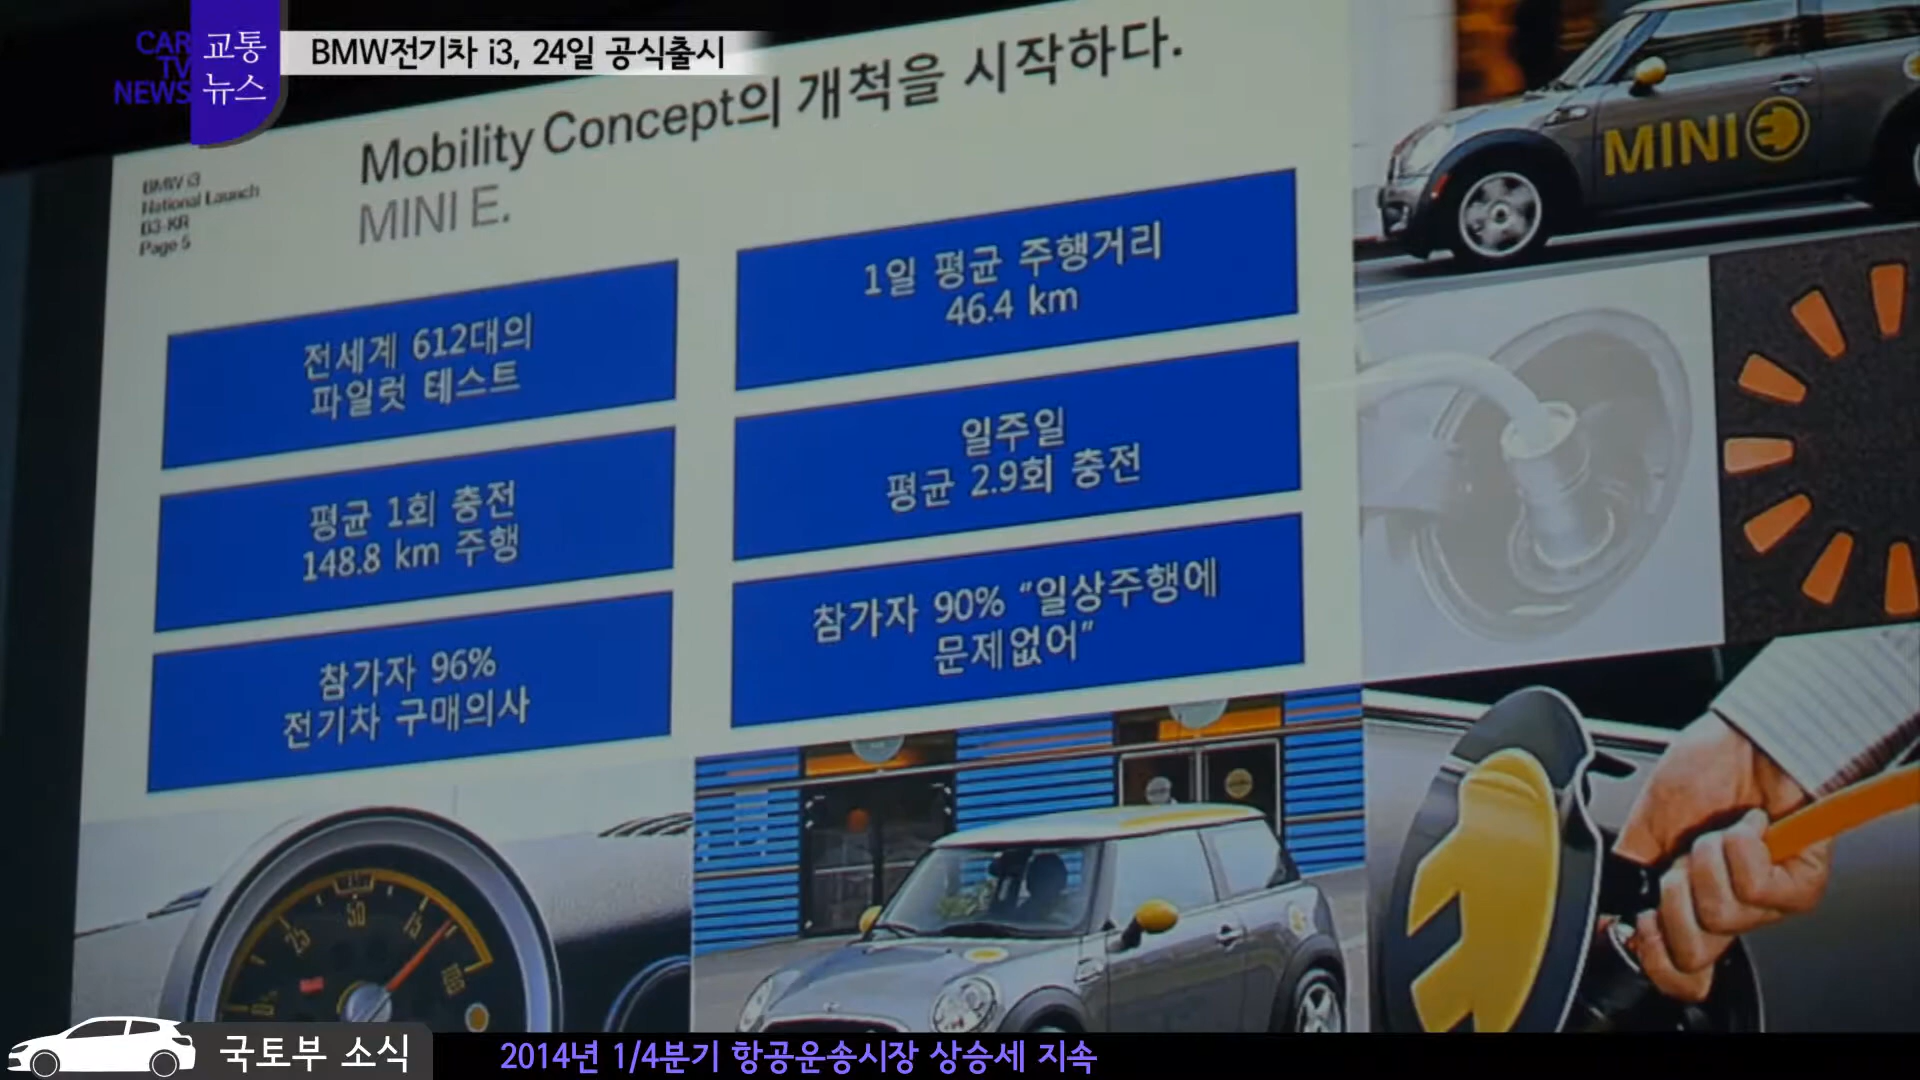 CAR
TV
NEWS
교통
뉴스
BMW전기차 i3, 24일 공식출시
BMW i3
National Launch
B3-KR
Page 5
Mobility Concept의 개척을 시작하다.
MINI E.
전세계 612대의
파일럿 테스트
1일 평균 주행거리
46.4 km
평균 1회 충전
148.8 km 주행
일주일
평균 2.9회 충전
참가자 96%
전기차 구매의사
참가자 90% “일상주행에
문제없어”
MINI
READY
25
50
75
100
국토부 소식
2014년 1/4분기 항공운송시장 상승세 지속